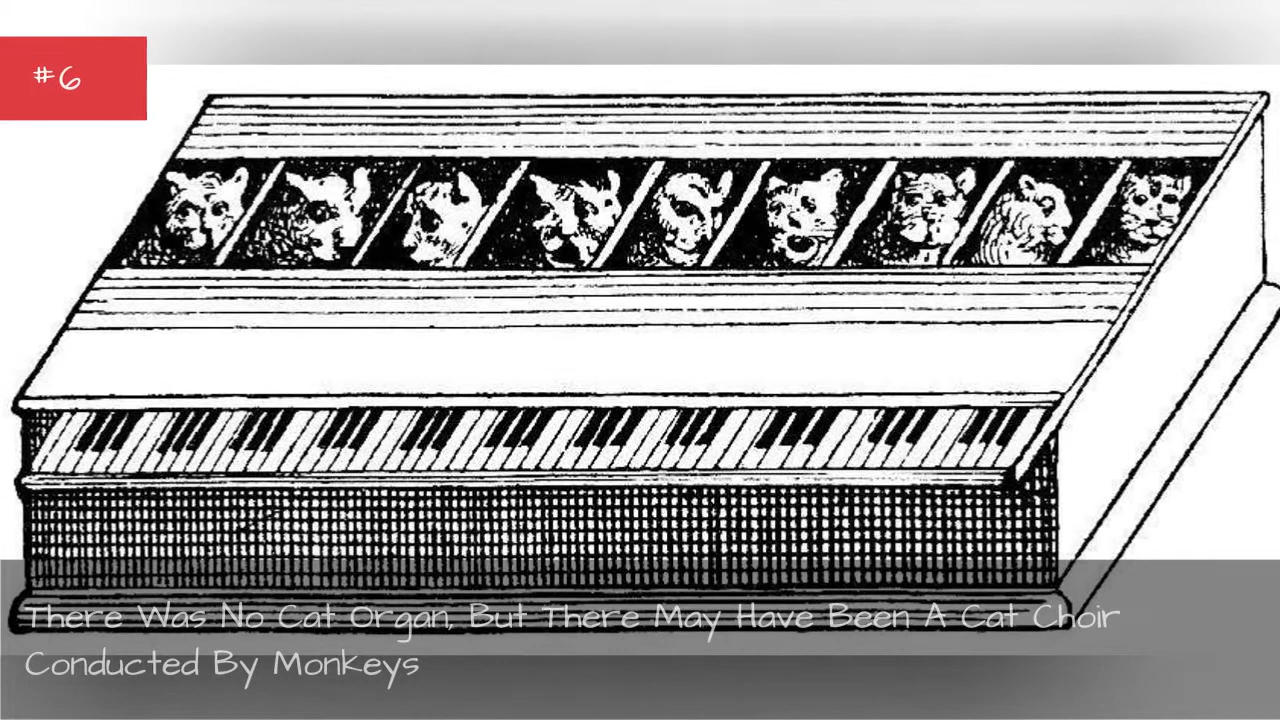 #6
There Was No Cat Organ, But There May Have Been A Cat Choir
Conducted By Monkeys